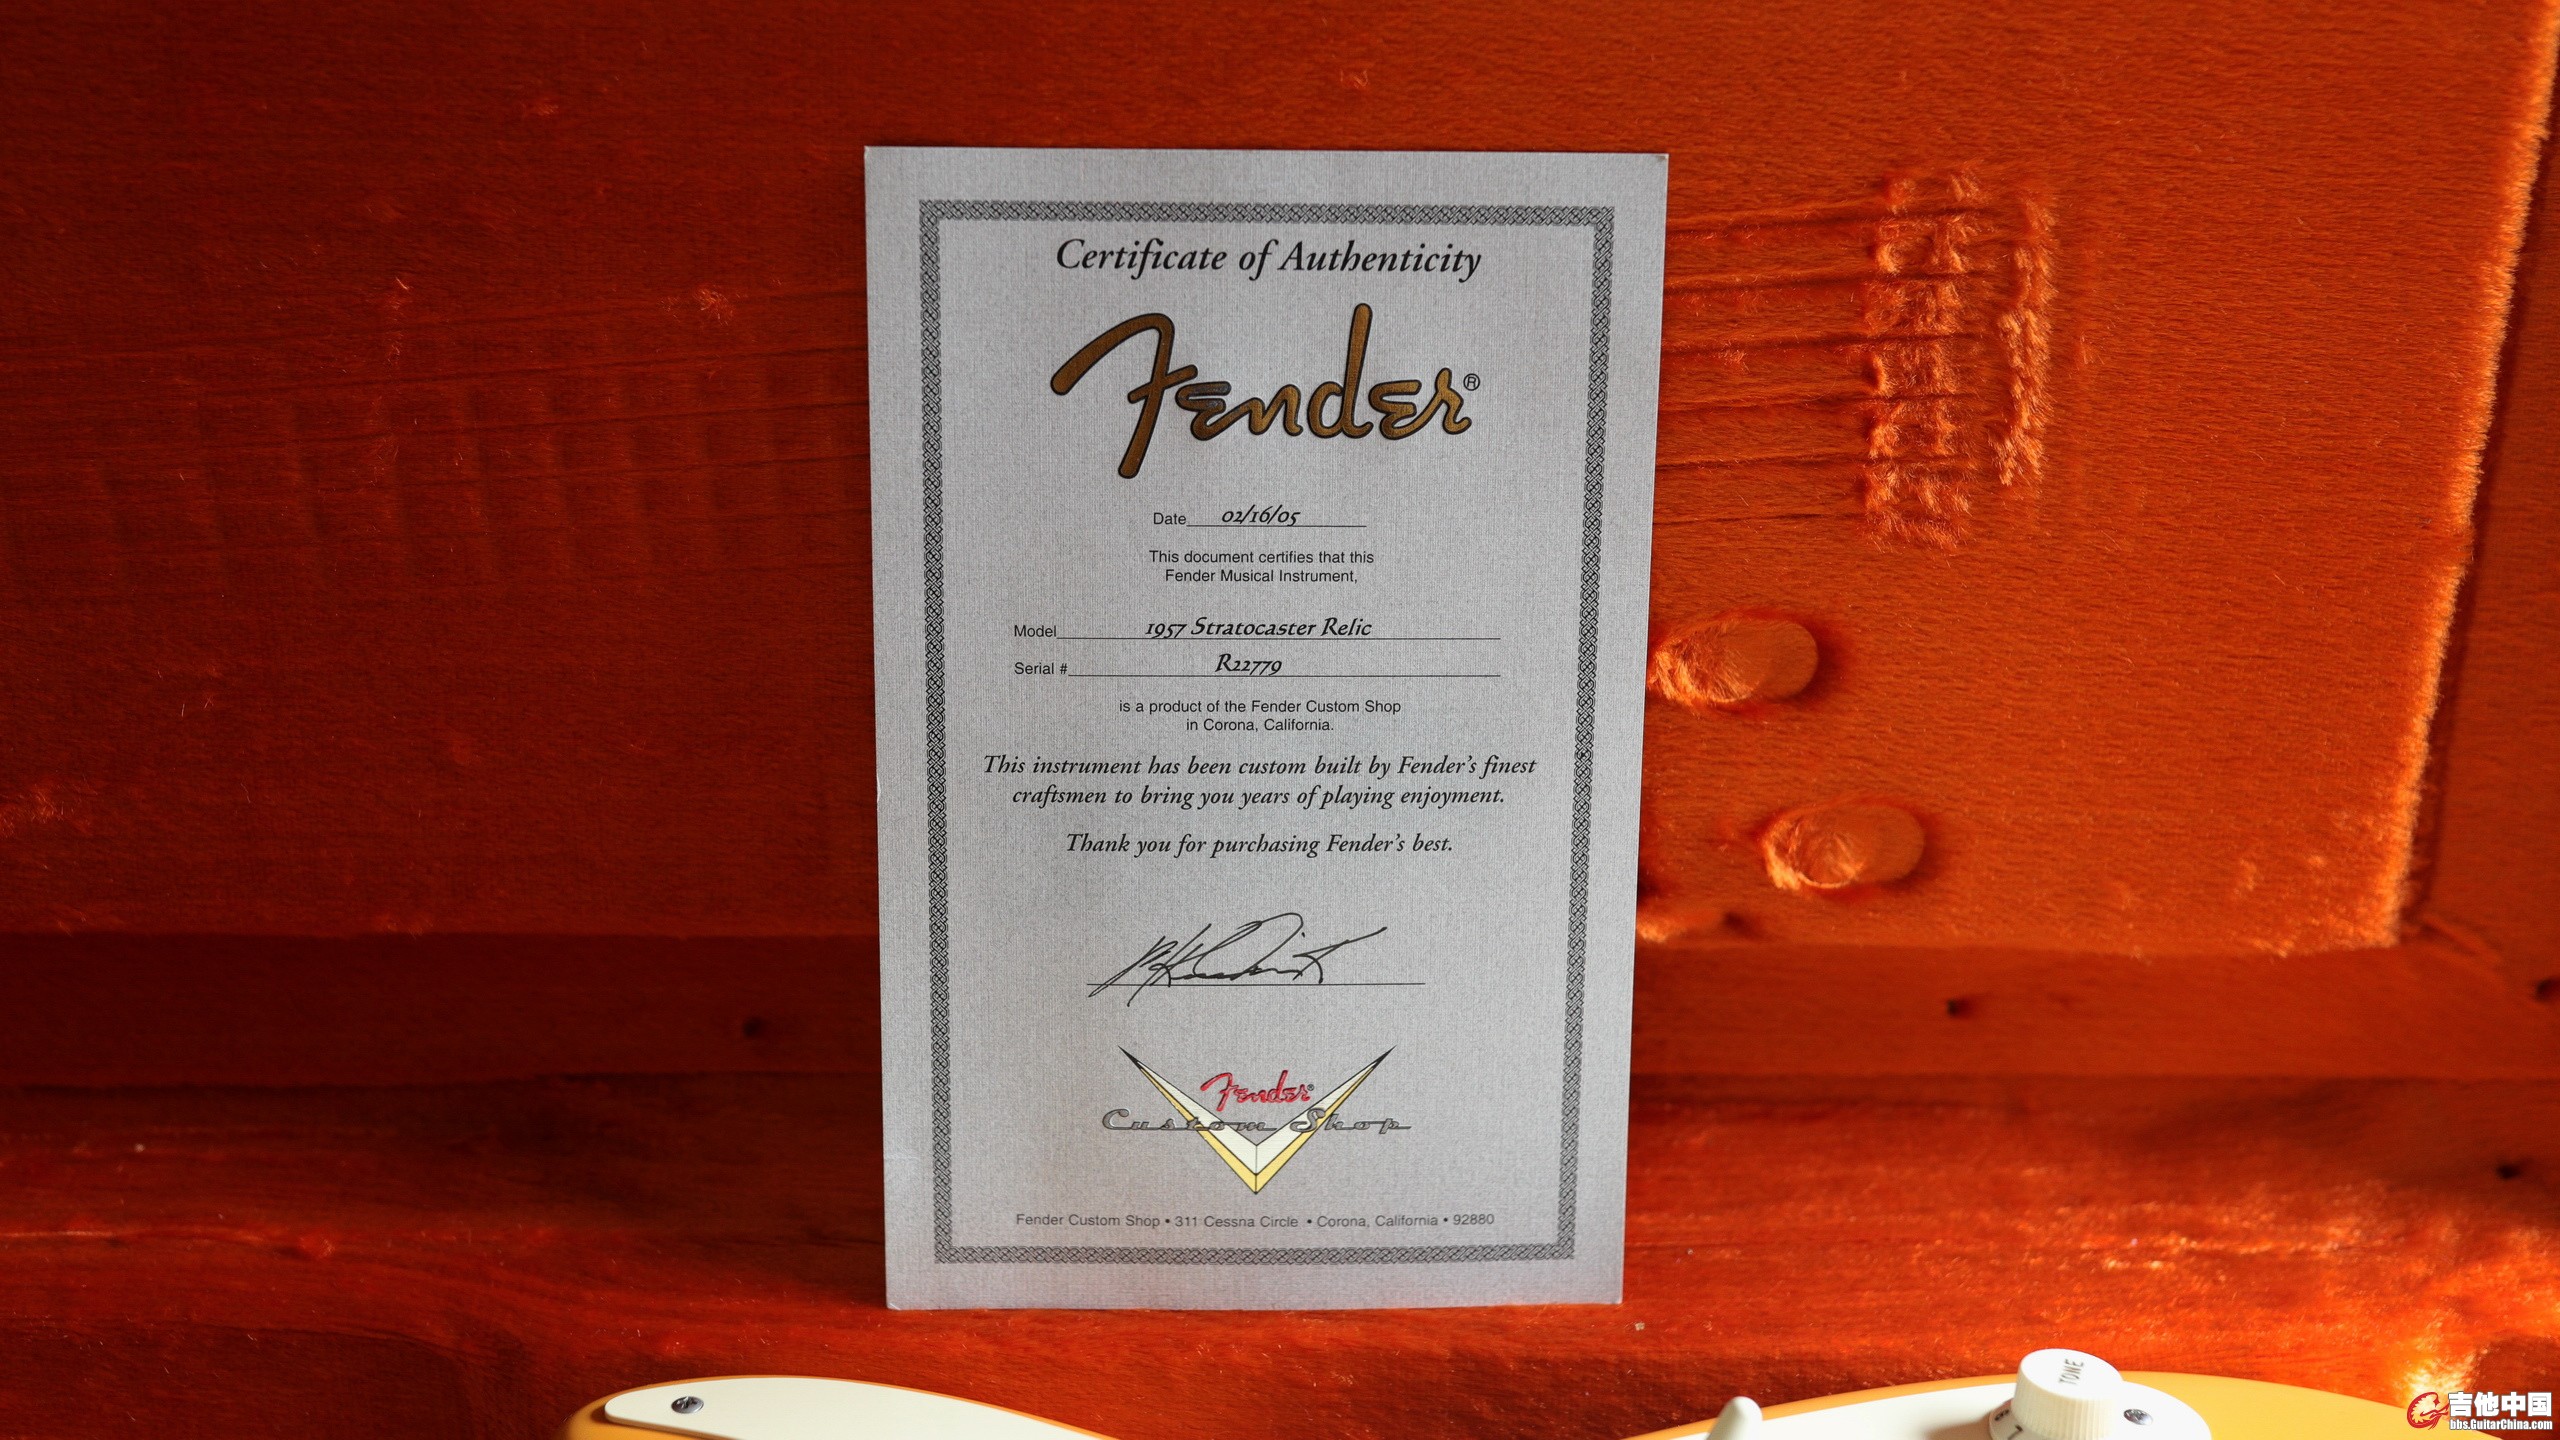 Certificate of Authenticity
Fender®
Date 02/16/05
This document certifies that this
Fender Musical Instrument,
Model 1957 Stratocaster Relic
Serial # R22779
is a product of the Fender Custom Shop
in Corona, California.
This instrument has been custom built by Fender's finest
craftsmen to bring you years of playing enjoyment.
Thank you for purchasing Fender's best.
Fender®
Custom Shop
Fender Custom Shop • 311 Cessna Circle • Corona, California • 92880
TONE
吉他中国
bbs.GuitarChina.com